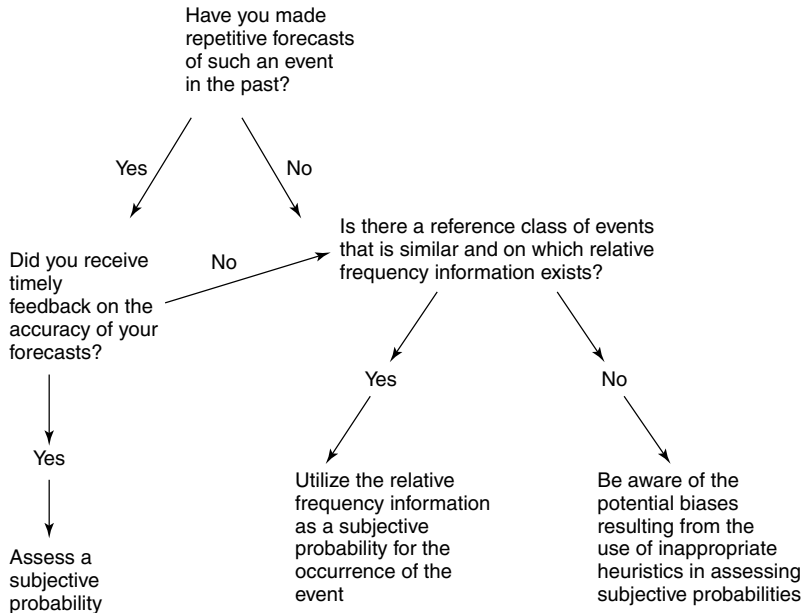 Have you made
repetitive forecasts
of such an event
in the past?
Yes
No
Is there a reference class of events
that is similar and on which relative
frequency information exists?
Did you receive
timely
feedback on the
accuracy of your
forecasts?
No
Yes
No
Yes
Utilize the relative
frequency information
as a subjective
probability for the
occurrence of the
event
Be aware of the
potential biases
resulting from the
use of inappropriate
heuristics in assessing
subjective probabilities
Assess a
subjective
probability